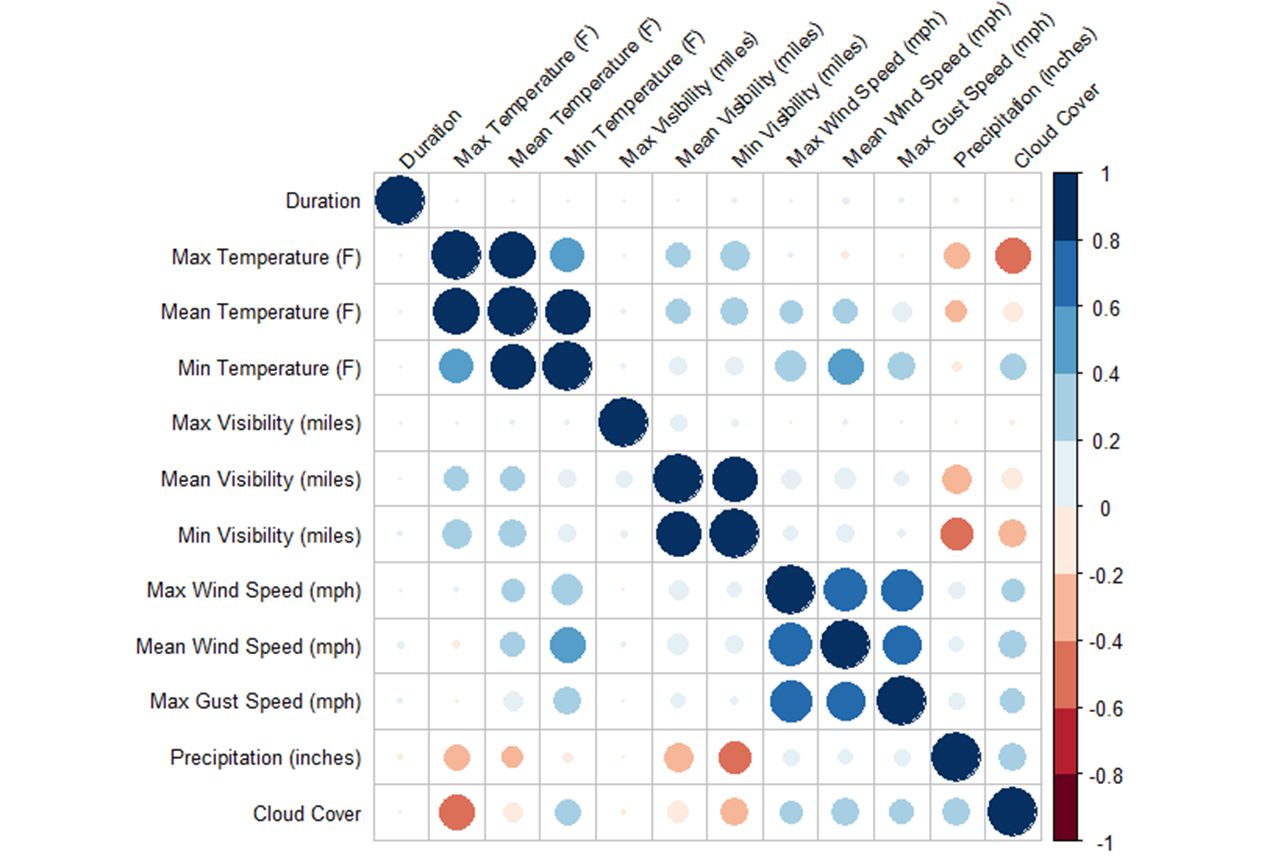 Duration
Max Temperature (F)
Mean Temperature (F)
Min Temperature (F)
Max Visibility (miles)
Mean Visibility (miles)
Min Visibility (miles)
Max Wind Speed (mph)
Mean Wind Speed (mph)
Max Gust Speed (mph)
Precipitation (inches)
Cloud Cover
Duration
Max Temperature (F)
Mean Temperature (F)
Min Temperature (F)
Max Visibility (miles)
Mean Visibility (miles)
Min Visibility (miles)
Max Wind Speed (mph)
Mean Wind Speed (mph)
Max Gust Speed (mph)
Precipitation (inches)
Cloud Cover
1
0.8
0.6
0.4
0.2
0
-0.2
-0.4
-0.6
-0.8
-1